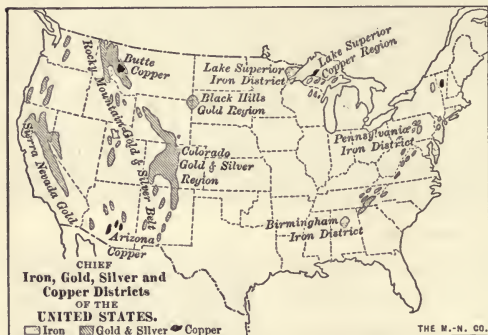 Butte
Copper
Rocky Mountain Gold & Silver Belt
Lake Superior
Iron District
Lake Superior
Copper Region
Black Hills
Gold Region
Pennsylvania
Iron District
Colorado
Gold & Silver
Region
Sierra Nevada Gold
Arizona
Copper
Birmingham
Iron District
CHIEF
Iron, Gold, Silver and
Copper Districts
OF THE
UNITED STATES.
Iron Gold & Silver Copper
THE M.-N. CO.